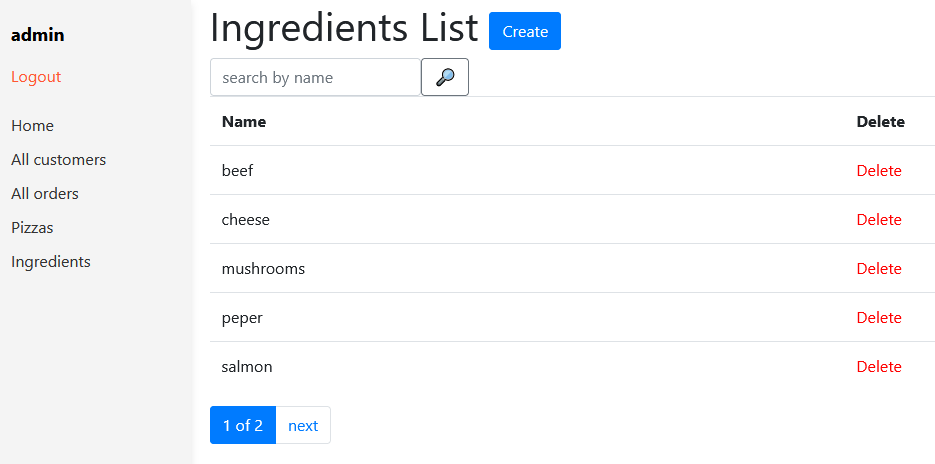 admin
Logout
Home
All customers
All orders
Pizzas
Ingredients
Ingredients List Create
search by name
Name Delete
beef Delete
cheese Delete
mushrooms Delete
peper Delete
salmon Delete
1 of 2 next